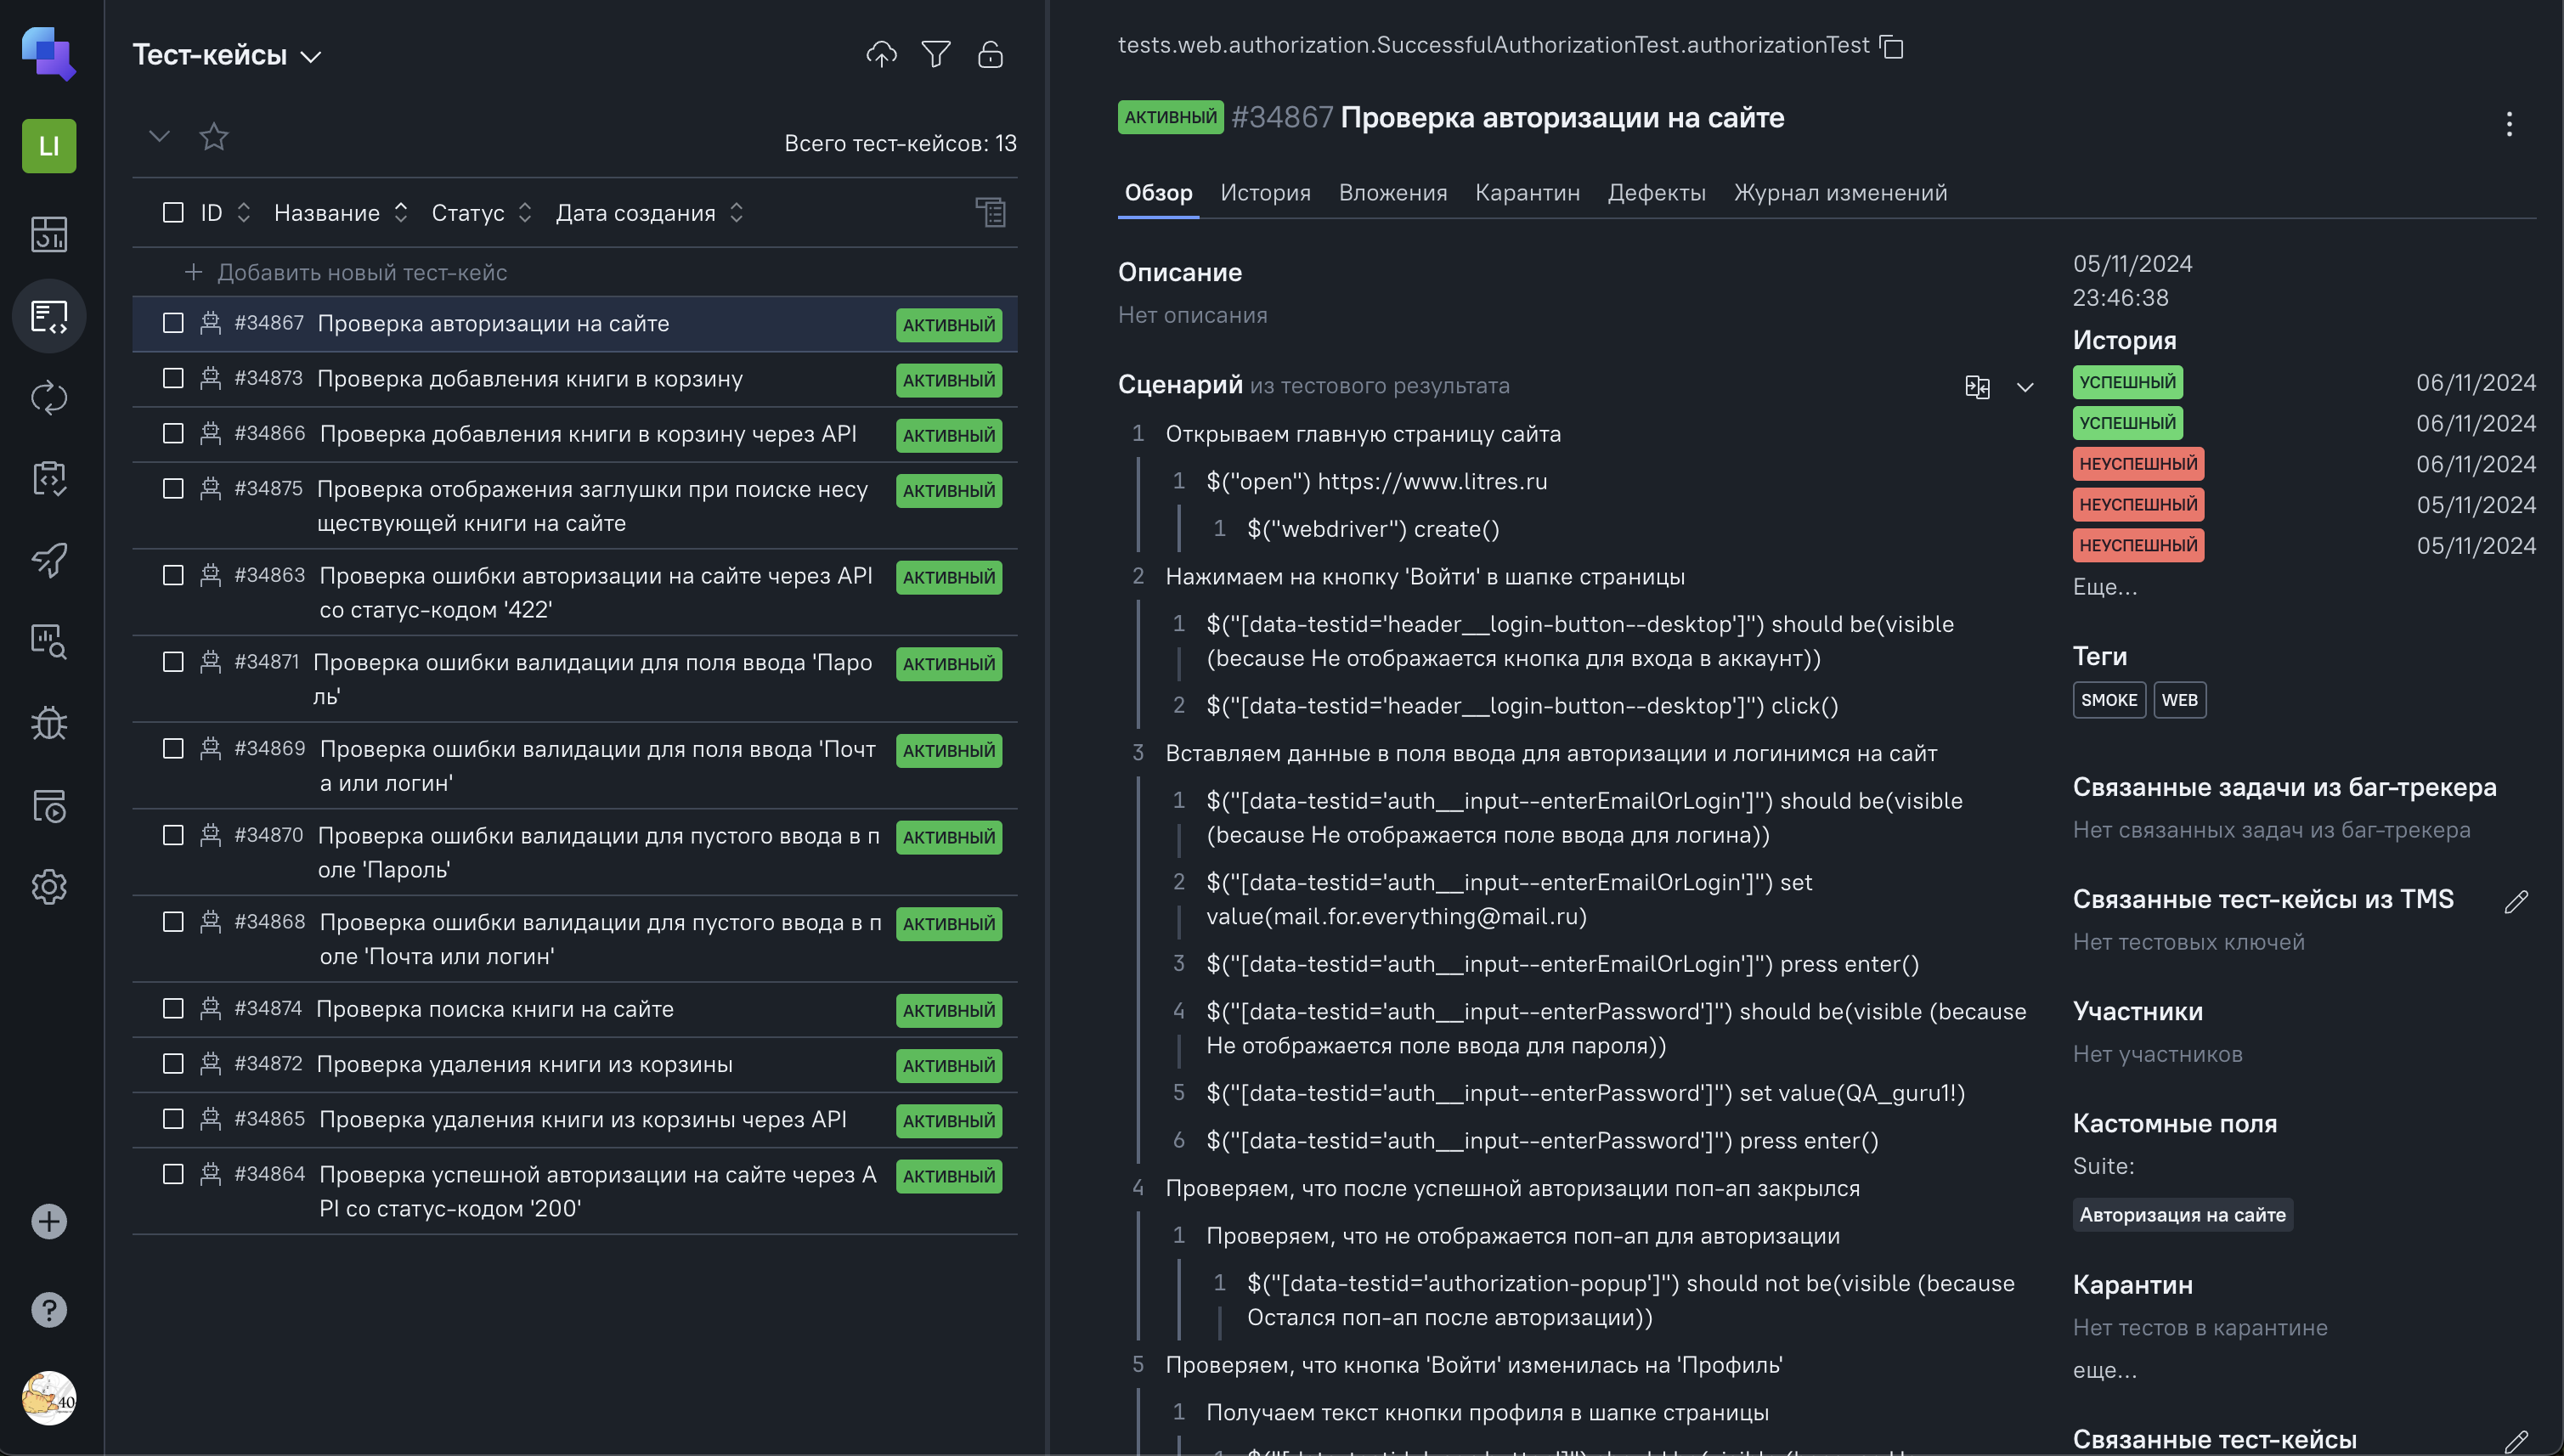 LI
40
Тест-кейсы
Всего тест-кейсов: 13
ID Название Статус Дата создания
Добавить новый тест-кейс
#34867 Проверка авторизации на сайте АКТИВНЫЙ
#34873 Проверка добавления книги в корзину АКТИВНЫЙ
#34866 Проверка добавления книги в корзину через API АКТИВНЫЙ
#34875 Проверка отображения заглушки при поиске несу АКТИВНЫЙ
ществующей книги на сайте
#34863 Проверка ошибки авторизации на сайте через API АКТИВНЫЙ
со статус-кодом '422'
#34871 Проверка ошибки валидации для поля ввода 'Паро АКТИВНЫЙ
ль'
#34869 Проверка ошибки валидации для поля ввода 'Почт АКТИВНЫЙ
а или логин'
#34870 Проверка ошибки валидации для пустого ввода в п АКТИВНЫЙ
оле 'Пароль'
#34868 Проверка ошибки валидации для пустого ввода в п АКТИВНЫЙ
оле 'Почта или логин'
#34874 Проверка поиска книги на сайте АКТИВНЫЙ
#34872 Проверка удаления книги из корзины АКТИВНЫЙ
#34865 Проверка удаления книги из корзины через API АКТИВНЫЙ
#34864 Проверка успешной авторизации на сайте через A АКТИВНЫЙ
PI со статус-кодом '200'
tests.web.authorization.SuccessfulAuthorizationTest.authorizationTest
АКТИВНЫЙ #34867 Проверка авторизации на сайте
Обзор История Вложения Карантин Дефекты Журнал изменений
Описание
Нет описания
Сценарий из тестового результата
1 Открываем главную страницу сайта
1 $("open") https://www.litres.ru
1 $("webdriver") create()
2 Нажимаем на кнопку 'Войти' в шапке страницы
1 $("[data-testid='header__login-button--desktop']") should be(visible
(because Не отображается кнопка для входа в аккаунт))
2 $("[data-testid='header__login-button--desktop']") click()
3 Вставляем данные в поля ввода для авторизации и логинимся на сайт
1 $("[data-testid='auth__input--enterEmailOrLogin']") should be(visible
(because Не отображается поле ввода для логина))
2 $("[data-testid='auth__input--enterEmailOrLogin']") set
value(mail.for.everything@mail.ru)
3 $("[data-testid='auth__input--enterEmailOrLogin']") press enter()
4 $("[data-testid='auth__input--enterPassword']") should be(visible (because
Не отображается поле ввода для пароля))
5 $("[data-testid='auth__input--enterPassword']") set value(QA_guru1!)
6 $("[data-testid='auth__input--enterPassword']") press enter()
4 Проверяем, что после успешной авторизации поп-ап закрылся
1 Проверяем, что не отображается поп-ап для авторизации
1 $("[data-testid='authorization-popup']") should not be(visible (because
Остался поп-ап после авторизации))
5 Проверяем, что кнопка 'Войти' изменилась на 'Профиль'
1 Получаем текст кнопки профиля в шапке страницы
05/11/2024
23:46:38
История
УСПЕШНЫЙ 06/11/2024
УСПЕШНЫЙ 06/11/2024
НЕУСПЕШНЫЙ 06/11/2024
НЕУСПЕШНЫЙ 05/11/2024
НЕУСПЕШНЫЙ 05/11/2024
Еще...
Теги
SMOKE WEB
Связанные задачи из баг-трекера
Нет связанных задач из баг-трекера
Связанные тест-кейсы из TMS
Нет тестовых ключей
Участники
Нет участников
Кастомные поля
Suite:
Авторизация на сайте
Карантин
Нет тестов в карантине
еще...
Связанные тест-кейсы